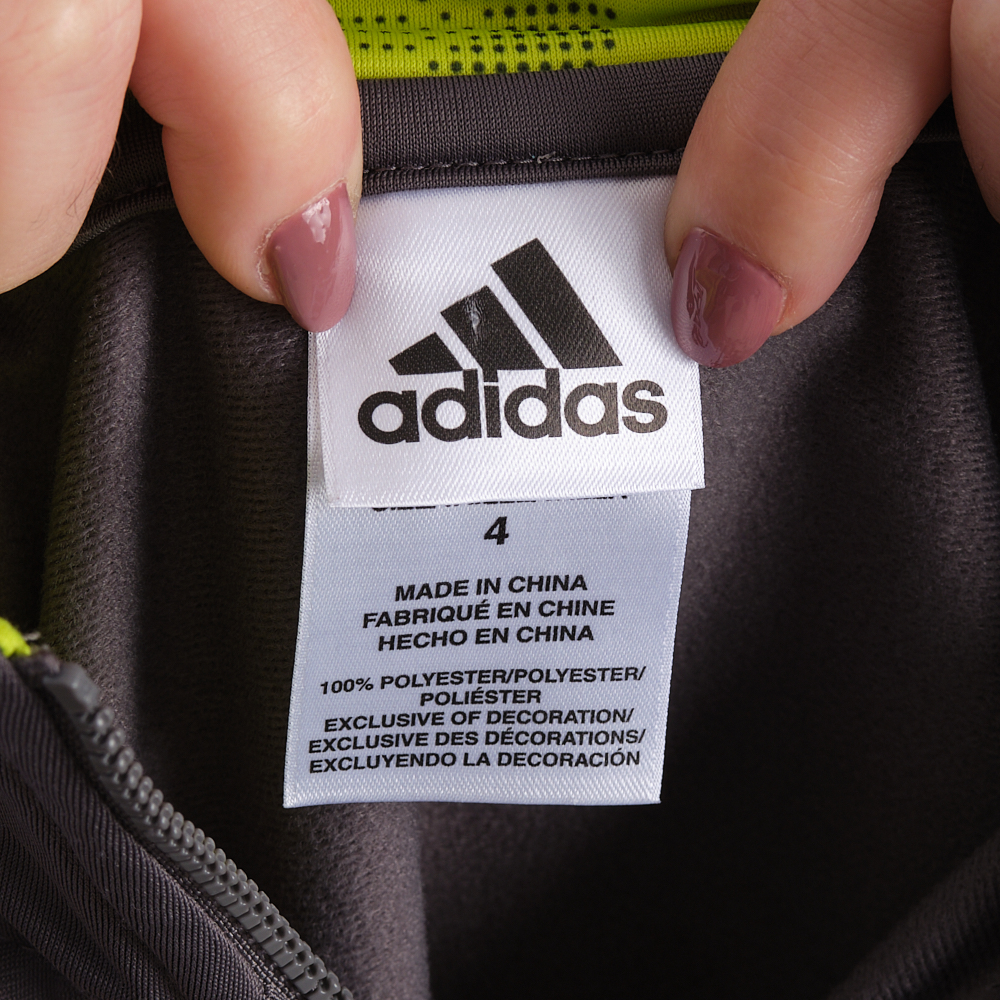 adidas
4
MADE IN CHINA
FABRIQUÉ EN CHINE
HECHO EN CHINA
100% POLYESTER/POLYESTER/
POLIÉSTER
EXCLUSIVE OF DECORATION/
EXCLUSIVE DES DÉCORATIONS/
EXCLUYENDO LA DECORACIÓN